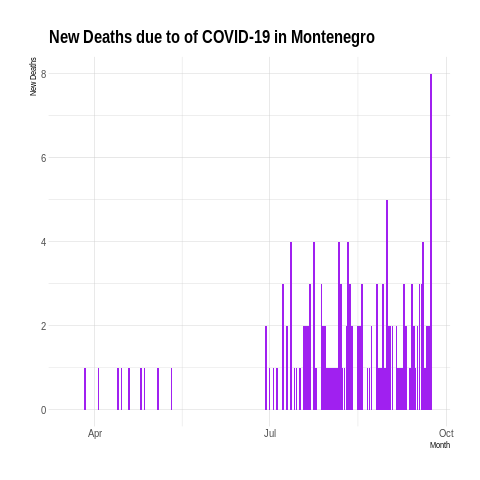 New Deaths due to of COVID-19 in Montenegro
New Deaths
8
6
4
2
0
Apr
Jul
Oct
Month